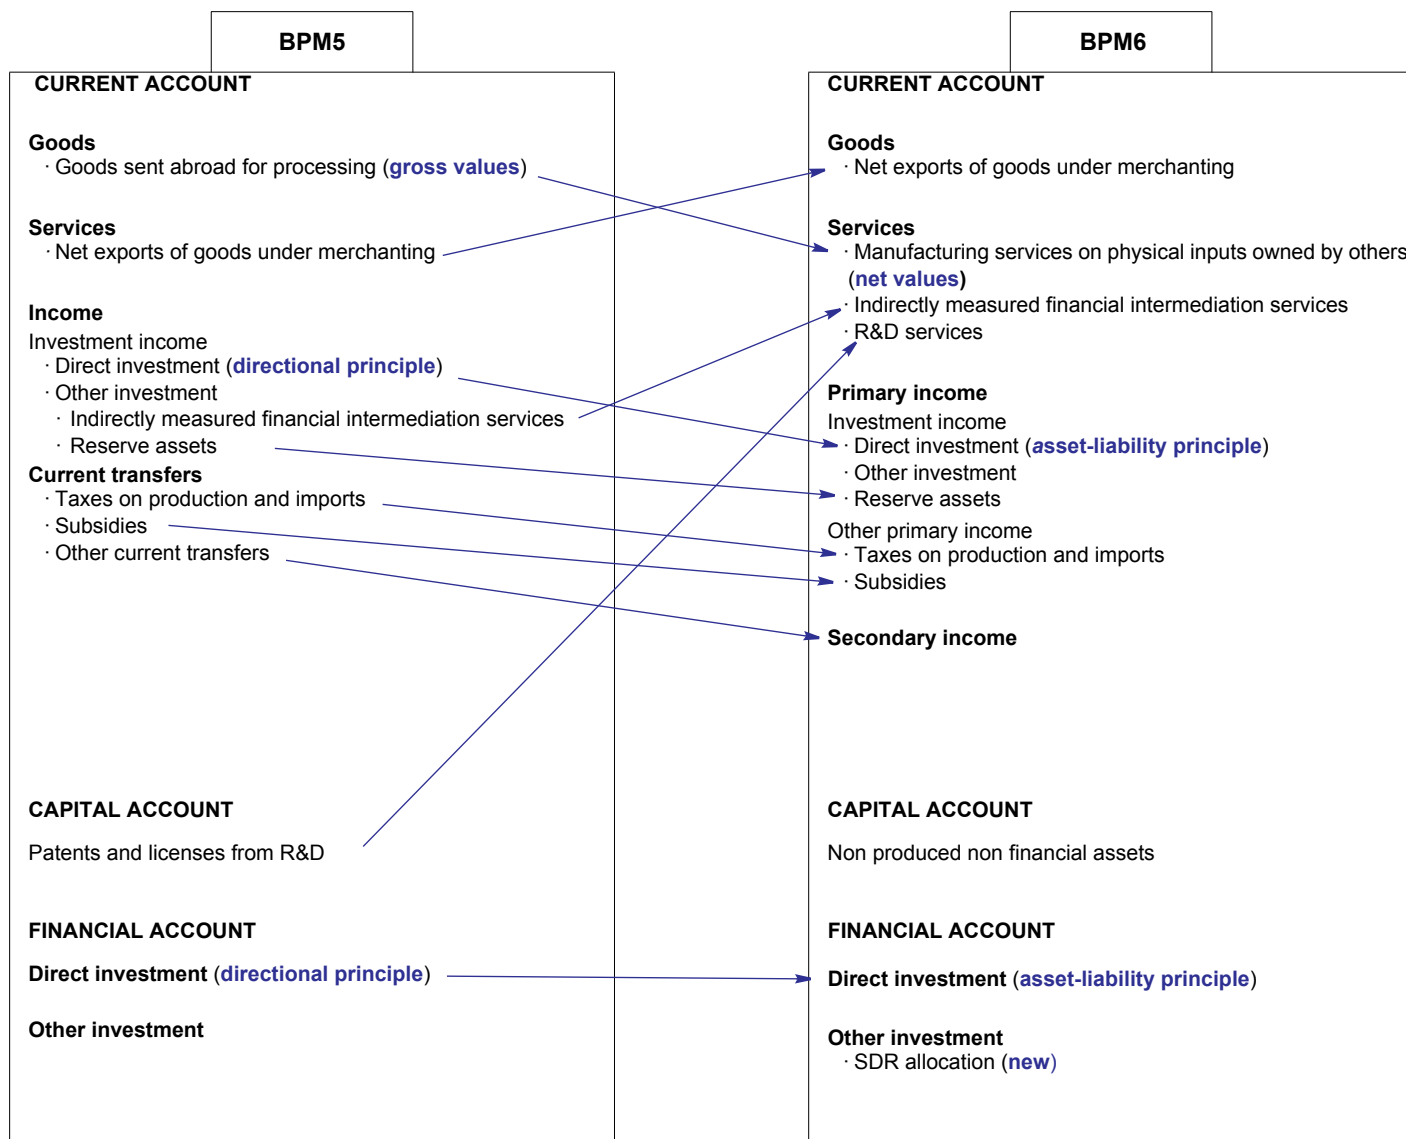 BPM5
CURRENT ACCOUNT
Goods
· Goods sent abroad for processing (gross values)
Services
· Net exports of goods under merchanting
Income
Investment income
· Direct investment (directional principle)
· Other investment
· Indirectly measured financial intermediation services
· Reserve assets
Current transfers
· Taxes on production and imports
· Subsidies
· Other current transfers
CAPITAL ACCOUNT
Patents and licenses from R&D
FINANCIAL ACCOUNT
Direct investment (directional principle)
Other investment
BPM6
CURRENT ACCOUNT
Goods
· Net exports of goods under merchanting
Services
· Manufacturing services on physical inputs owned by others
(net values)
· Indirectly measured financial intermediation services
· R&D services
Primary income
Investment income
· Direct investment (asset-liability principle)
· Other investment
· Reserve assets
Other primary income
· Taxes on production and imports
· Subsidies
Secondary income
CAPITAL ACCOUNT
Non produced non financial assets
FINANCIAL ACCOUNT
Direct investment (asset-liability principle)
Other investment
· SDR allocation (new)